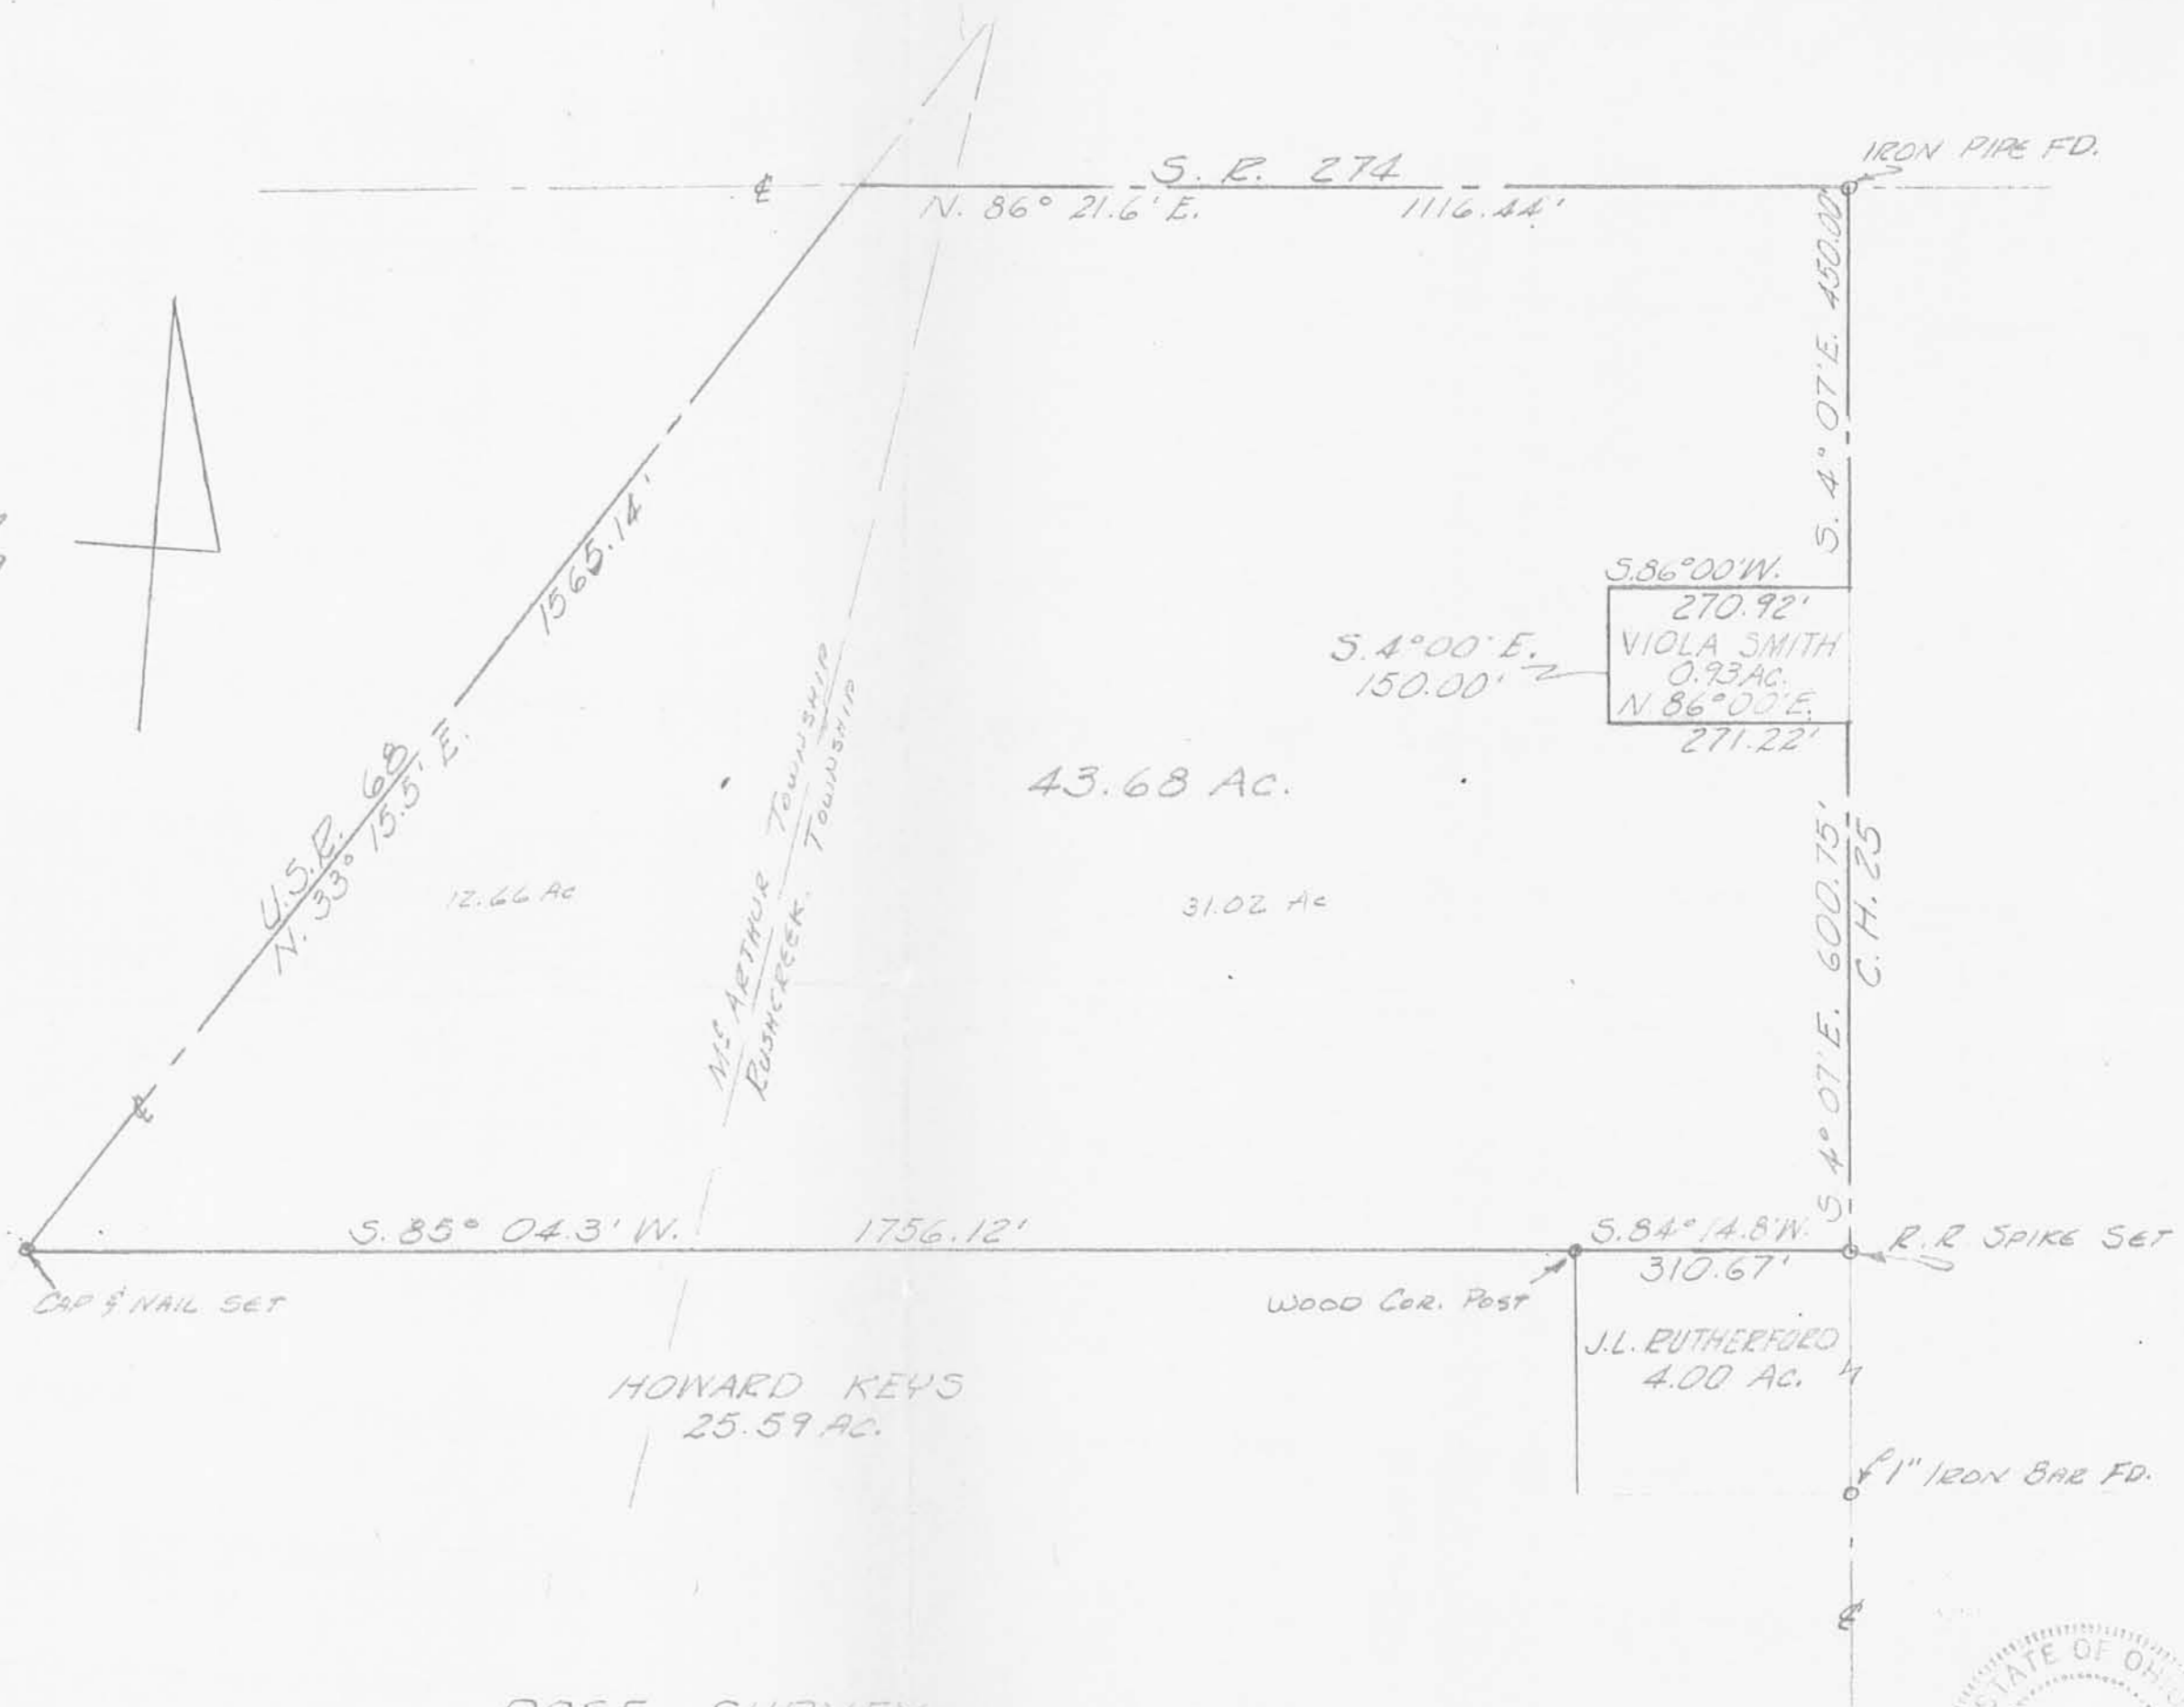 IRON PIPE FD.
S. R. 274
N. 86° 21.6' E. 1116.44'
S. 4° 07' E. 450.00'
1565.14'
S.86°00'W.
270.92'
VIOLA SMITH
0.93 AC.
N 86°00'E.
271.22'
S. 4°00' E.
150.00'
43.68 AC.
U.S.R. 68
N. 33° 15.5' E.
12.66 Ac
Mc ARTHUR TOWNSHIP
RUSHCREEK TOWNSHIP
31.02 Ac
S 4° 07' E. 600.75'
C. H. 25
S. 85° 04.3' W. 1756.12'
S.84° 14.8' W.
310.67'
R.R SPIKE SET
CAP & NAIL SET
WOOD COR. POST
J.L. RUTHERFORD
4.00 AC.
HOWARD KEYS
25.59 AC.
1" IRON BAR FD.
STATE OF